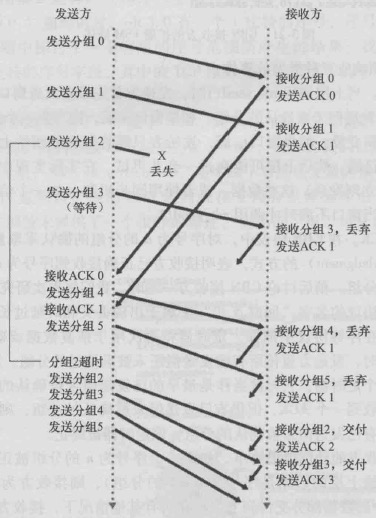 发送方
接收方
发送分组0
接收分组0
发送ACK 0
发送分组1
接收分组1
发送ACK 1
发送分组2
X
丢失
发送分组3
（等待）
接收分组3，丢弃
发送ACK 1
接收ACK 0
发送分组4
接收ACK 1
发送分组5
接收分组4，丢弃
发送ACK 1
分组2超时
发送分组2
发送分组3
发送分组4
发送分组5
接收分组5，丢弃
发送ACK 1
接收分组2，交付
发送ACK 2
接收分组3，交付
发送ACK 3